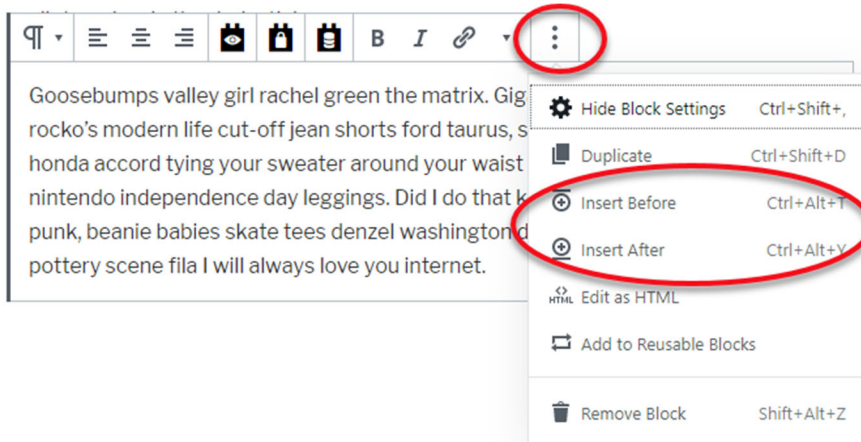 B I
Goosebumps valley girl rachel green the matrix. Gig
rocko's modern life cut-off jean shorts ford taurus, s
honda accord tying your sweater around your waist
nintendo independence day leggings. Did I do that k
punk, beanie babies skate tees denzel washington d
pottery scene fila I will always love you internet.
Hide Block Settings Ctrl+Shift+,
Duplicate Ctrl+Shift+D
Insert Before Ctrl+Alt+T
Insert After Ctrl+Alt+Y
HTML Edit as HTML
Add to Reusable Blocks
Remove Block Shift+Alt+Z